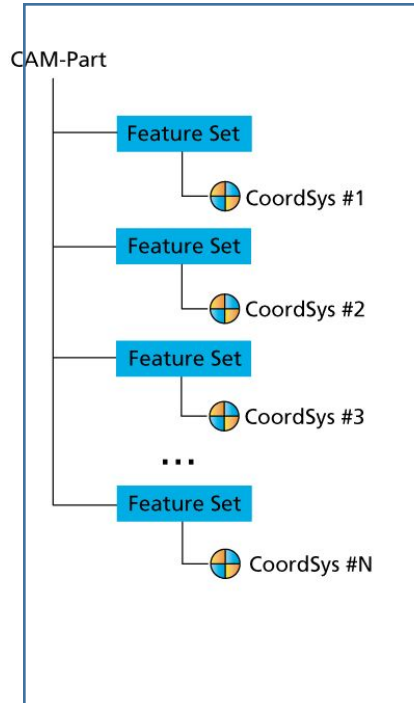 CAM-Part
Feature Set
CoordSys #1
Feature Set
CoordSys #2
Feature Set
CoordSys #3
...
Feature Set
CoordSys #N